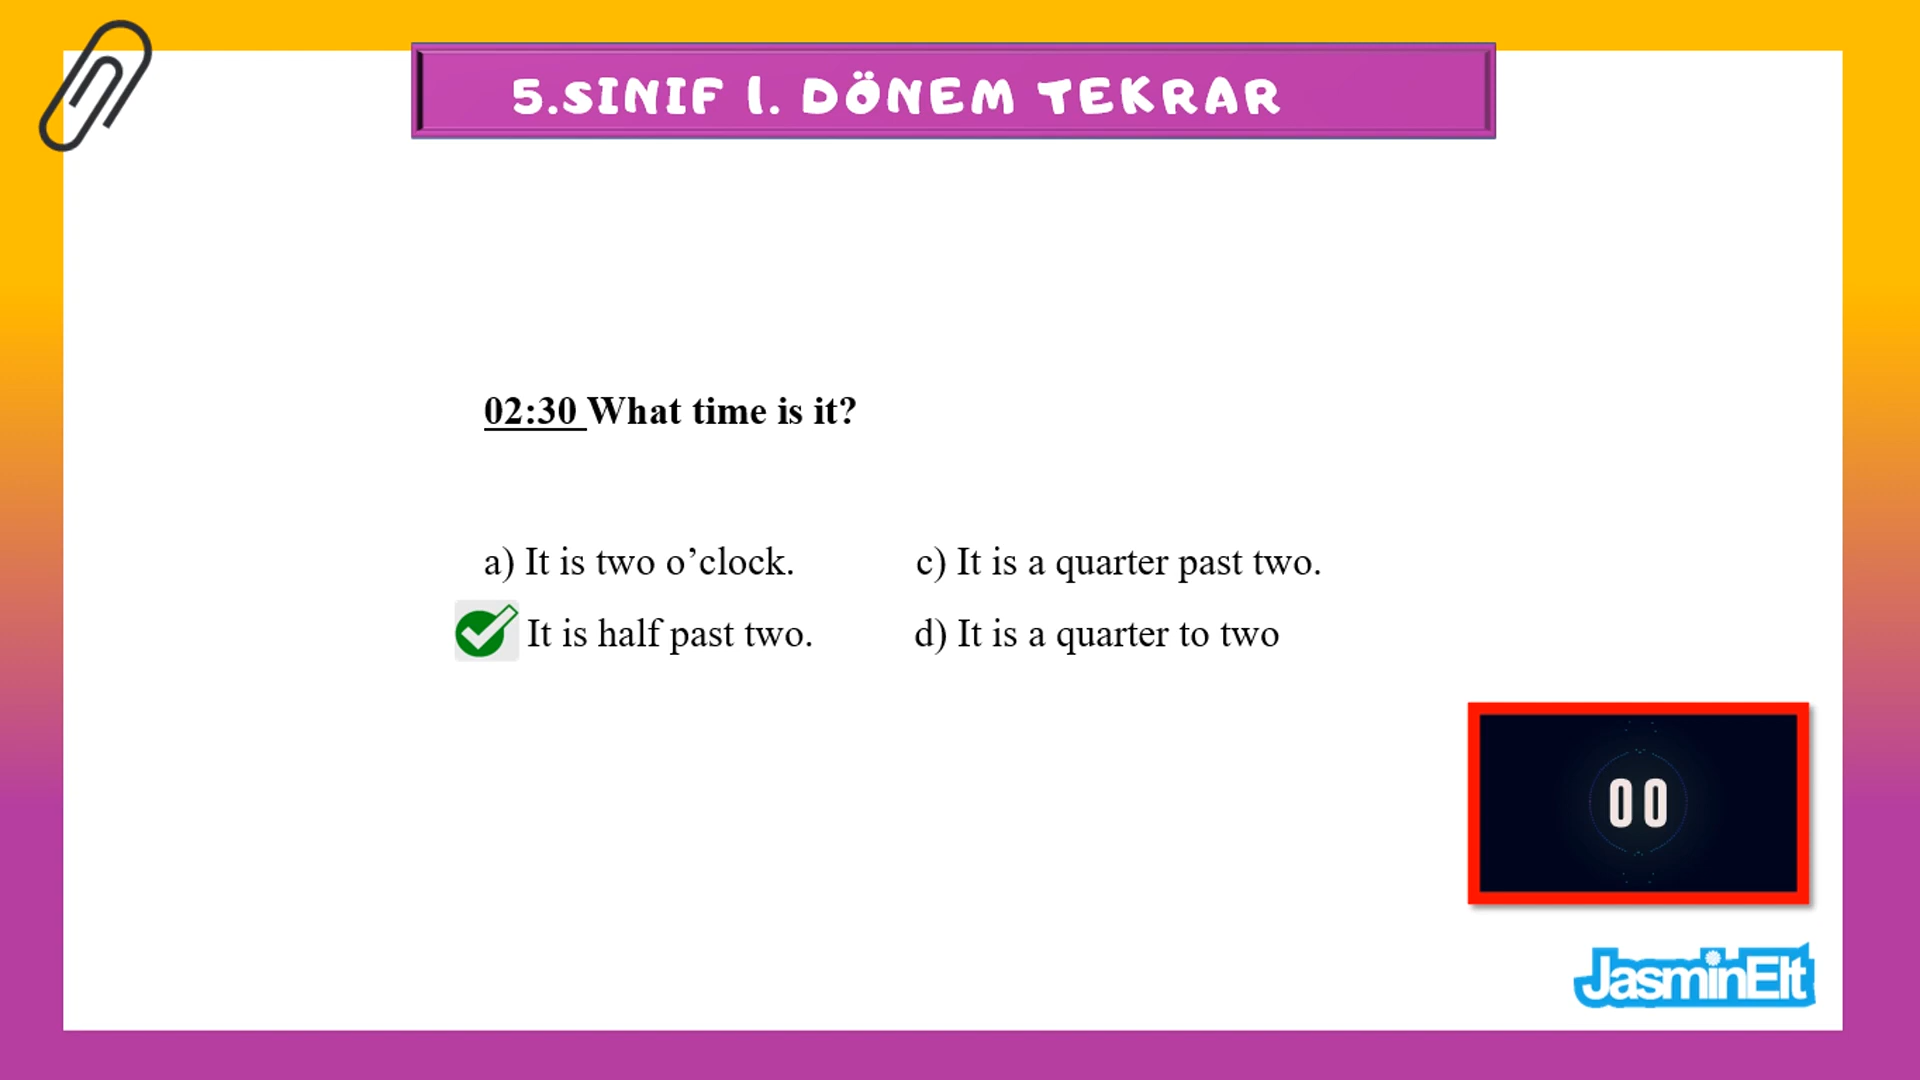 5.SINIF 1. DÖNEM TEKRAR
02:30 What time is it?
a) It is two o’clock.
c) It is a quarter past two.
It is half past two.
d) It is a quarter to two
00
JasminElt